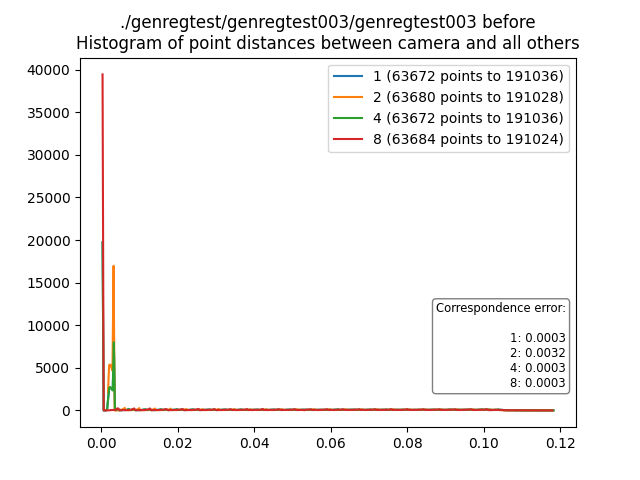 ./genregtest/genregtest003/genregtest003 before
Histogram of point distances between camera and all others
40000
35000
30000
25000
20000
15000
10000
5000
0
1 (63672 points to 191036)
2 (63680 points to 191028)
4 (63672 points to 191036)
8 (63684 points to 191024)
Correspondence error:
1: 0.0003
2: 0.0032
4: 0.0003
8: 0.0003
0.00 0.02 0.04 0.06 0.08 0.10 0.12